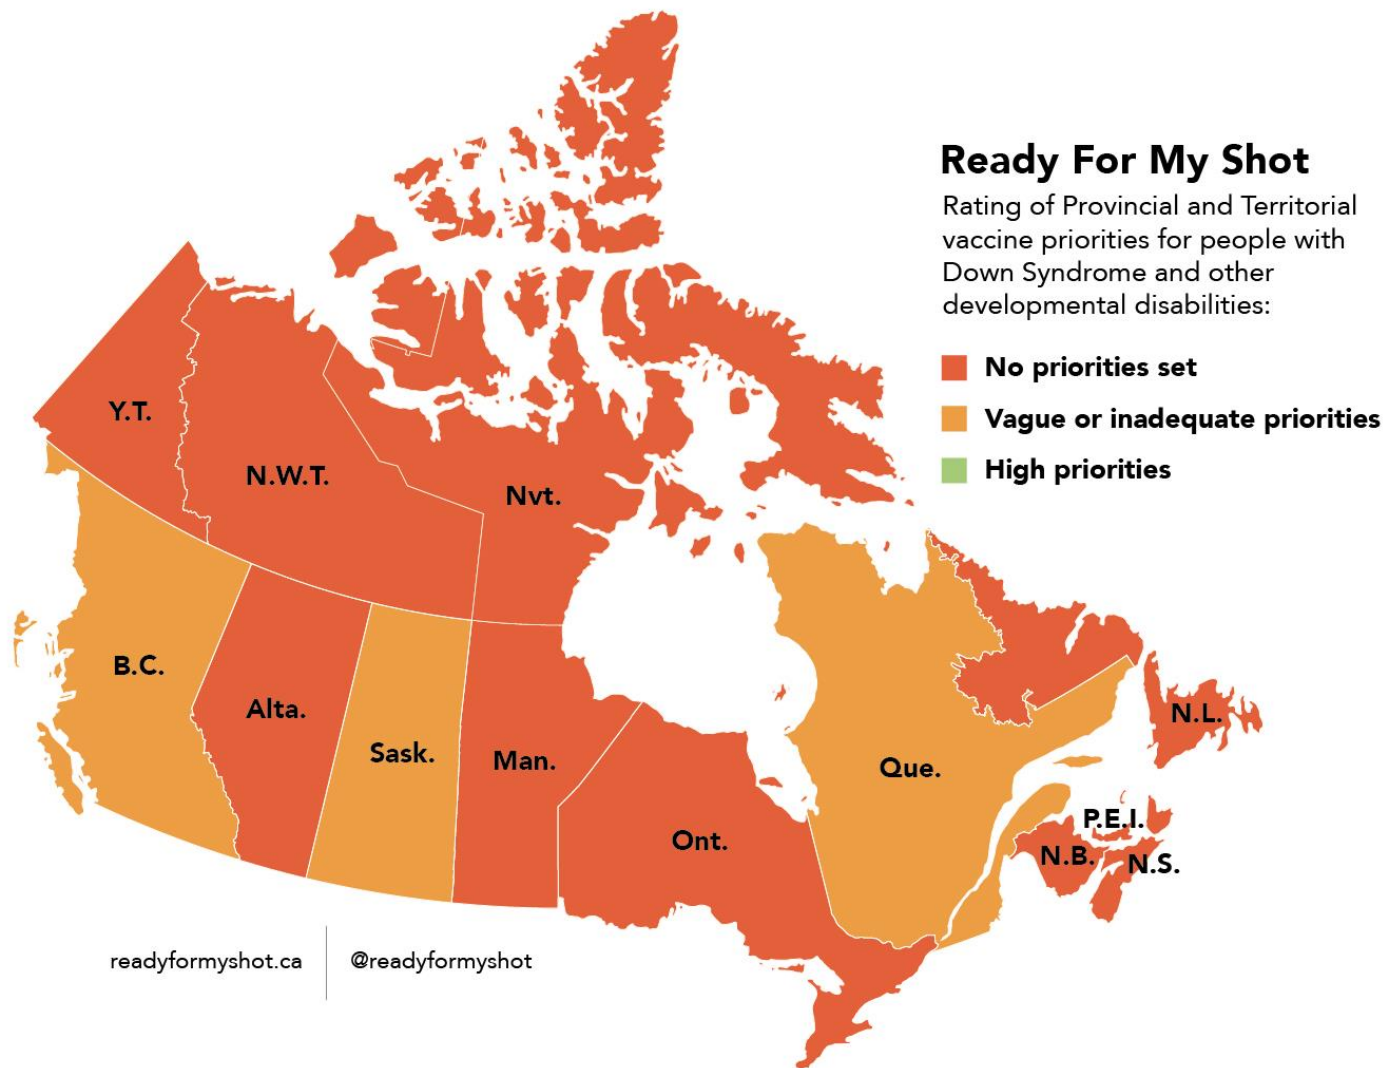 Ready For My Shot
Rating of Provincial and Territorial
vaccine priorities for people with
Down Syndrome and other
developmental disabilities:
No priorities set
Vague or inadequate priorities
High priorities
Y.T.
N.W.T.
Nvt.
B.C.
Alta.
Sask.
Man.
Ont.
Que.
N.L.
P.E.I.
N.B.
N.S.
readyformyshot.ca
@readyformyshot